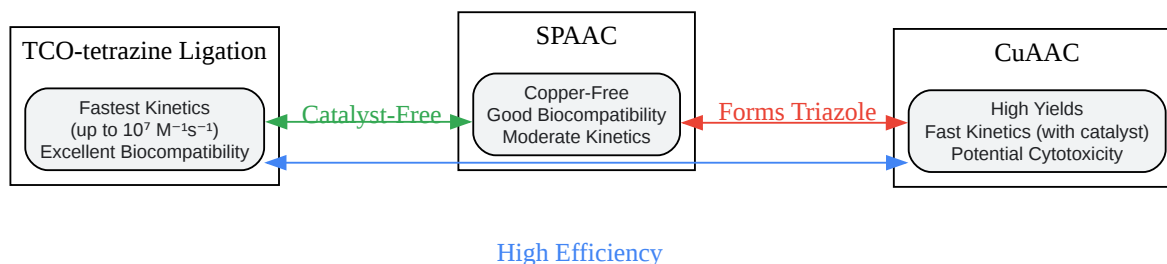 TCO-tetrazine Ligation
Fastest Kinetics
(up to 10⁷ M⁻¹s⁻¹)
Excellent Biocompatibility
Catalyst-Free
SPAAC
Copper-Free
Good Biocompatibility
Moderate Kinetics
Forms Triazole
CuAAC
High Yields
Fast Kinetics (with catalyst)
Potential Cytotoxicity
High Efficiency